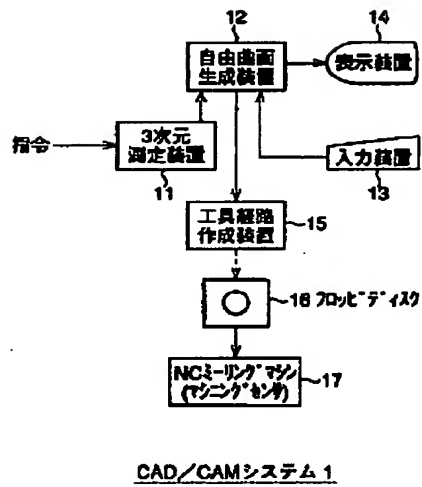 12
14
自由曲面
生成装置
表示装置
指令
3次元
測定装置
11
入力装置
13
工具経路
作成装置
15
16 フロッピーディスク
NCミーリングマシン
(マシニングセンサ)
17
CAD/CAMシステム 1